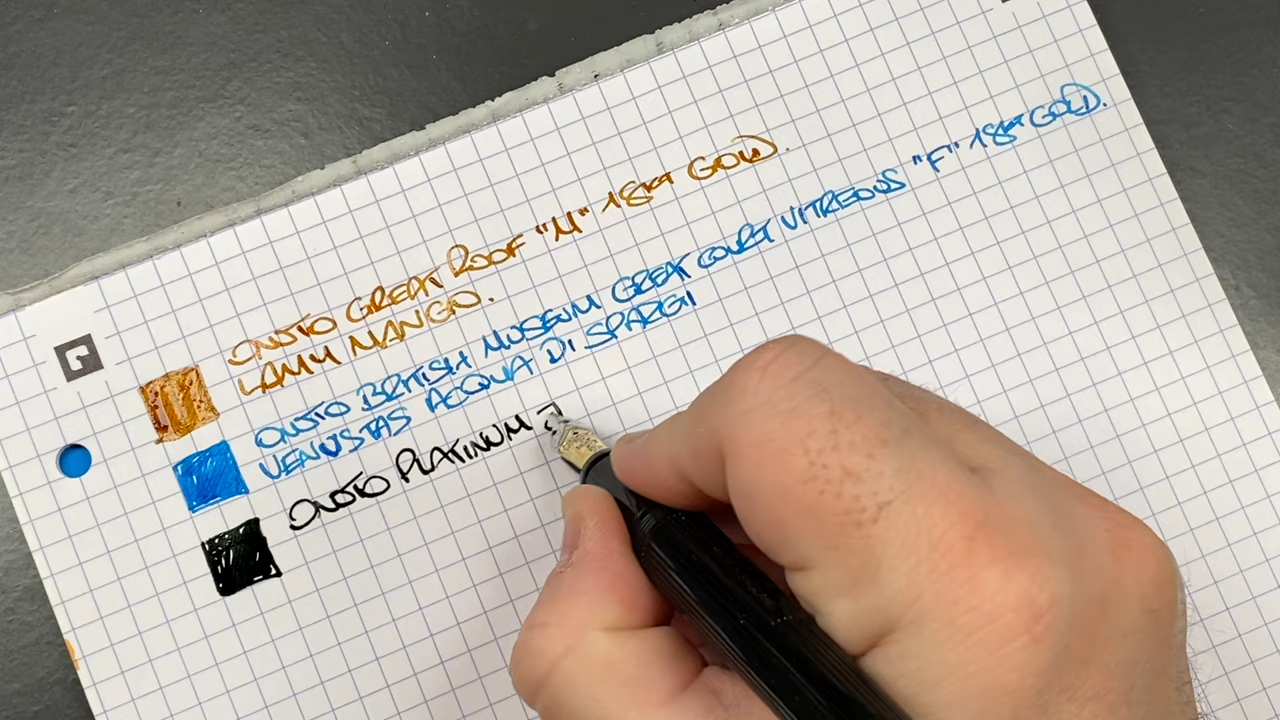 ONOTO GREAT ROOF "M" 18KT GOLD.
LAMY MANGO.
ONOTO BRITISH MUSEUM GREAT COURT VITREOUS "F" 18KT GOLD.
VENUSTAS ACQUA DI SPARGI
ONOTO PLATINUM